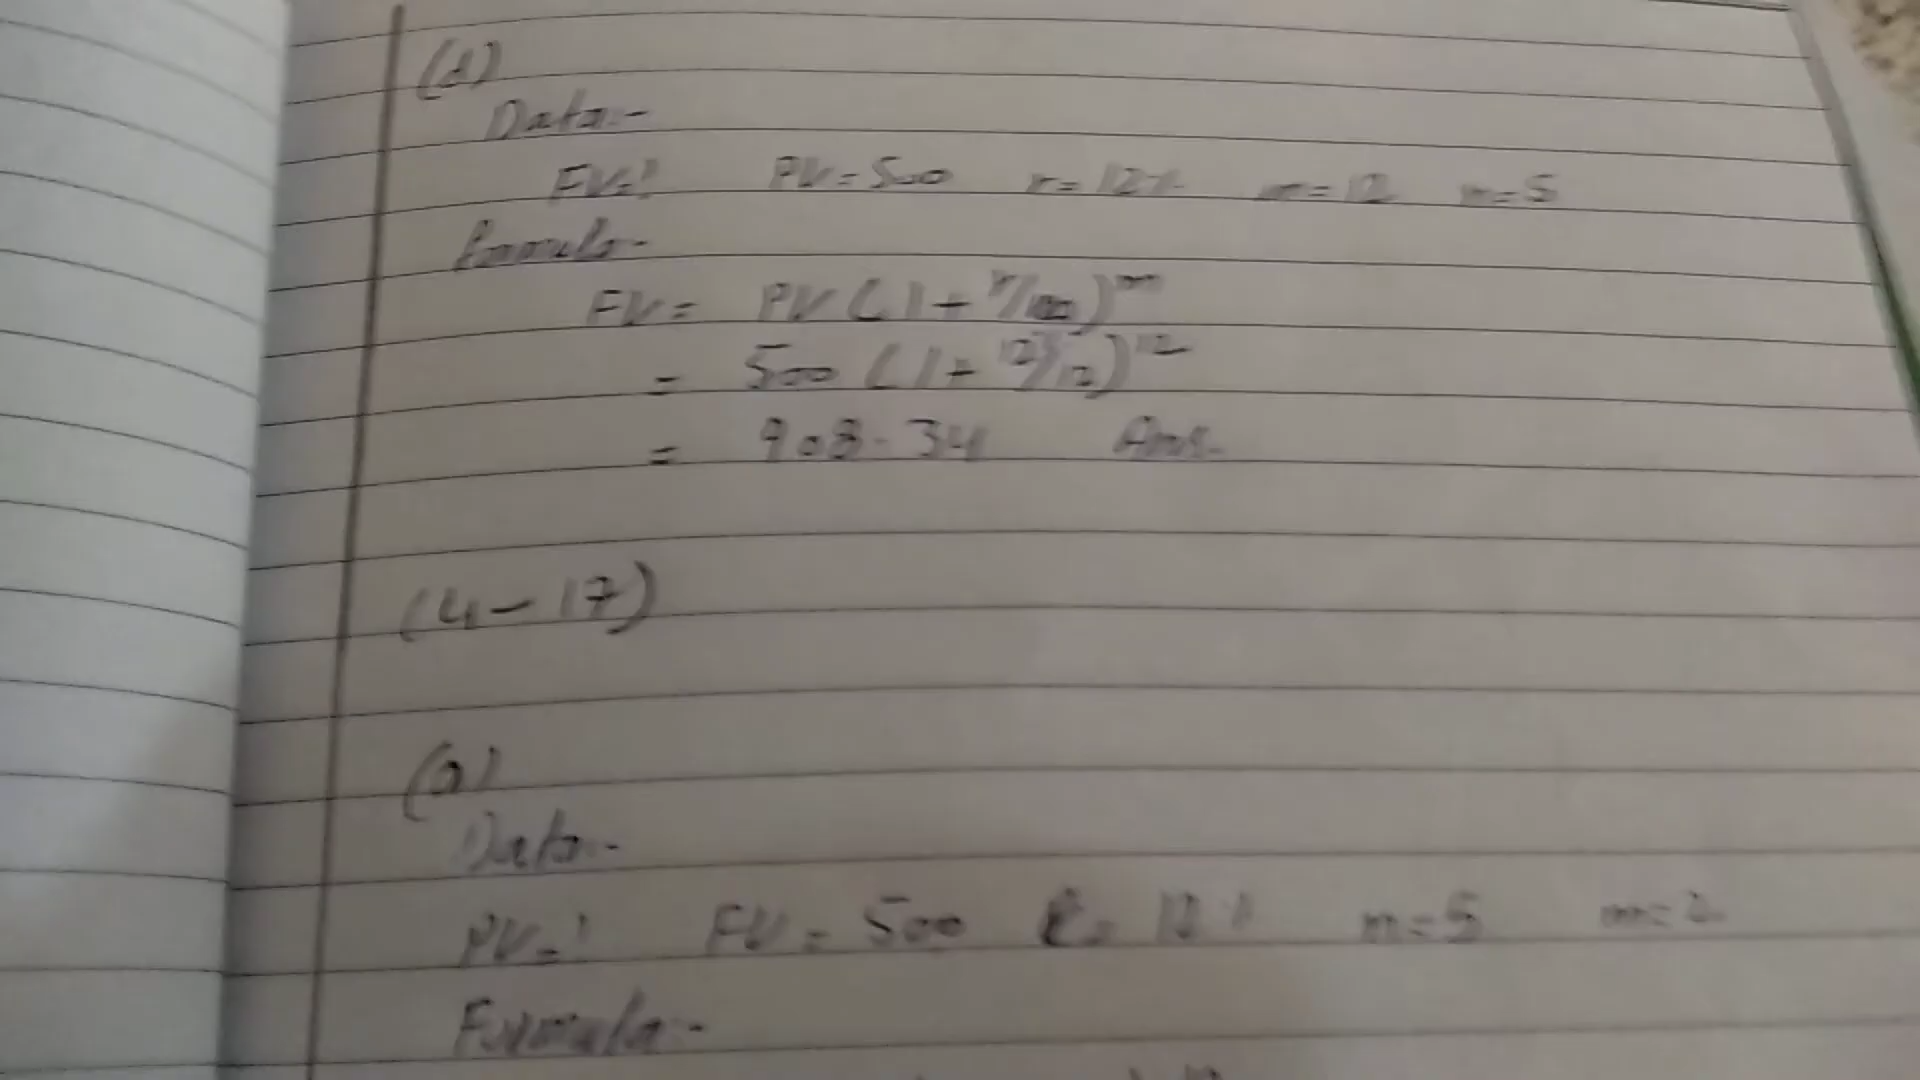 (d)
Data:-
FV=? PV = 500 r = 12% m = 12 n = 5
Formula-
FV = PV (1 + r/m)^m
= 500 (1 + 12%/12)^12
= 908.34 Ans.
(4-17)
(a)
Data:-
PV=? FV = 500 = 12% n = 5 m = 2
Formula:-